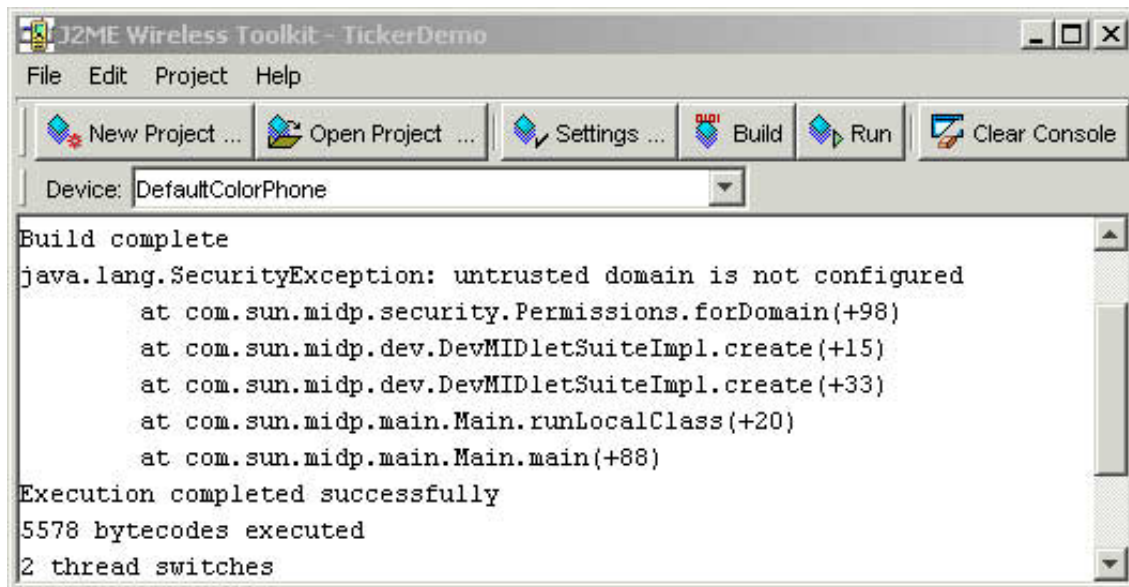 J2ME Wireless Toolkit - TickerDemo
File Edit Project Help
New Project ... Open Project ... Settings ... Build Run Clear Console
Device: DefaultColorPhone
Build complete
java.lang.SecurityException: untrusted domain is not configured
at com.sun.midp.security.Permissions.forDomain(+98)
at com.sun.midp.dev.DevMIDletSuiteImpl.create(+15)
at com.sun.midp.dev.DevMIDletSuiteImpl.create(+33)
at com.sun.midp.main.Main.runLocalClass(+20)
at com.sun.midp.main.Main.main(+88)
Execution completed successfully
5578 bytecodes executed
2 thread switches